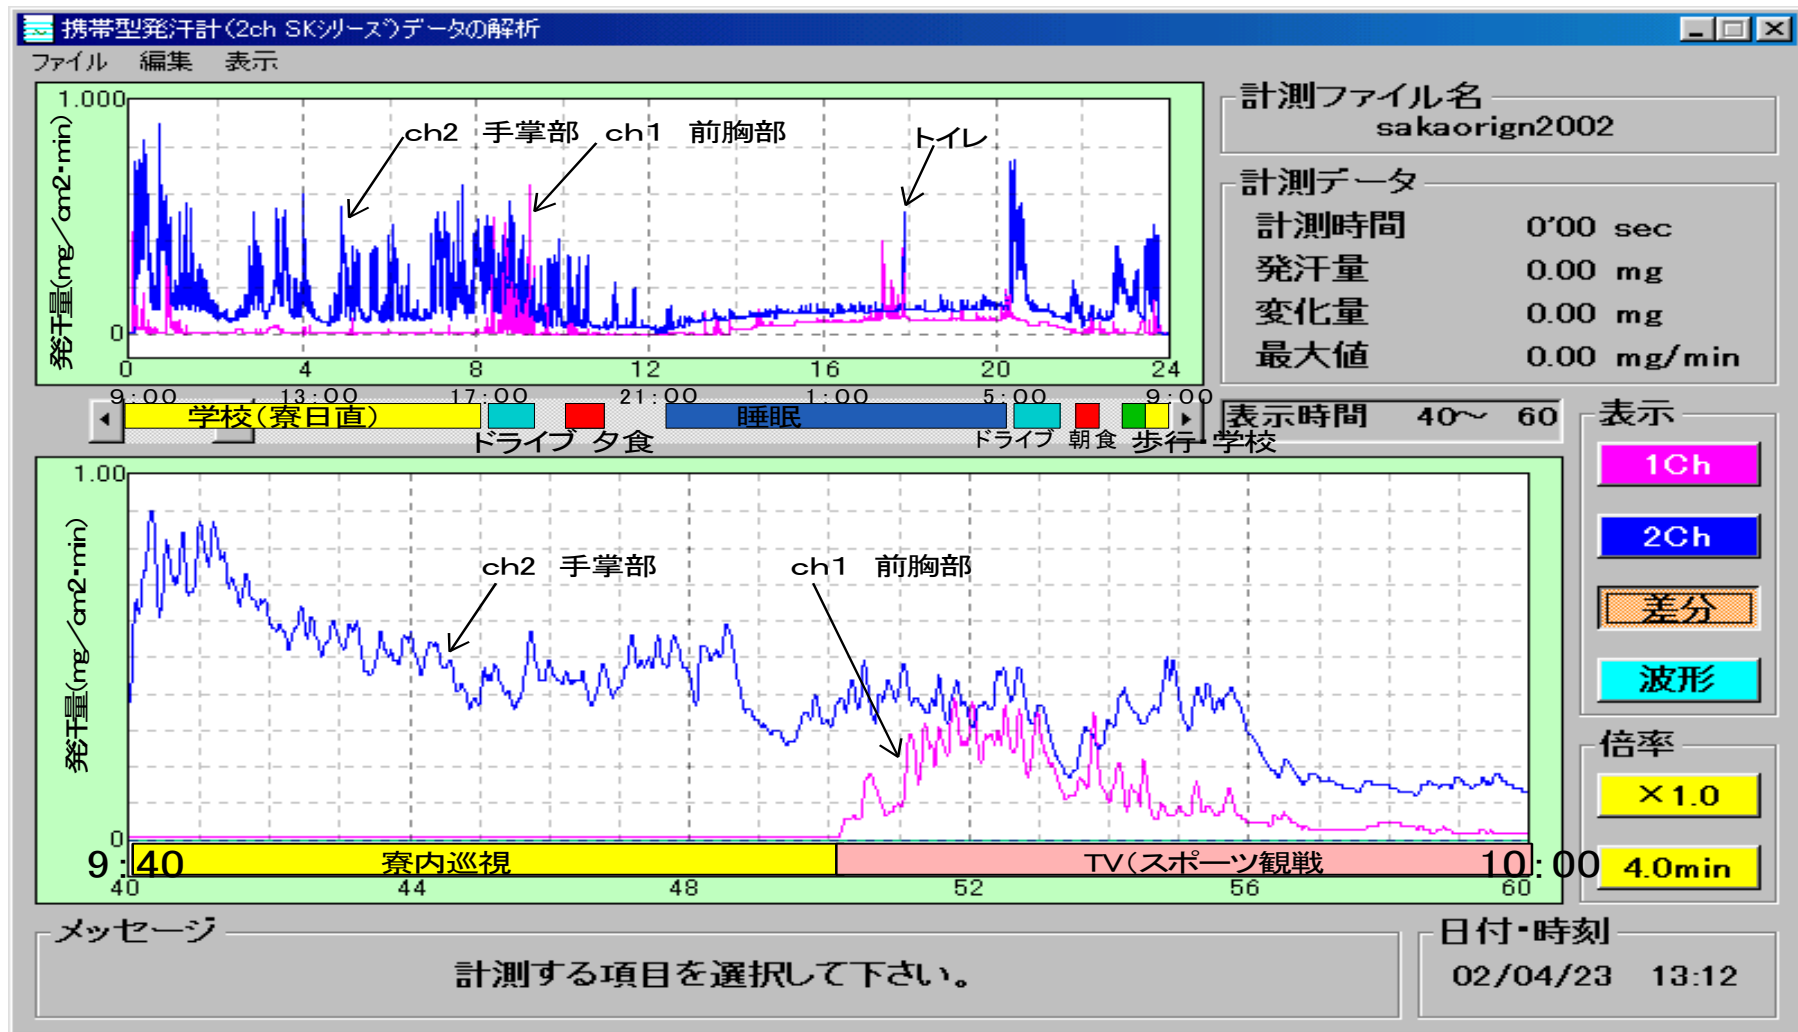 携帯型発汗計(2ch SKシリーズ)データの解析
ファイル 編集 表示
発汗量(mg/cm2・min)
1.000
0
ch2 手掌部
ch1 前胸部
トイレ
0 4 8 12 16 20 24
9:00 13:00 17:00 21:00 1:00 5:00 9:00
学校(寮日直)
睡眠
ドライブ 夕食 ドライブ 朝食 歩行・学校
計測ファイル名
sakaorign2002
計測データ
計測時間 0'00 sec
発汗量 0.00 mg
変化量 0.00 mg
最大値 0.00 mg/min
表示時間 40～ 60
表示
1Ch
2Ch
差分
波形
倍率
×1.0
4.0min
発汗量(mg/cm2・min)
1.00
0
ch2 手掌部
ch1 前胸部
9:40 寮内巡視 TV(スポーツ観戦 10:00
40 44 48 52 56 60
メッセージ
計測する項目を選択して下さい。
日付・時刻
02/04/23 13:12